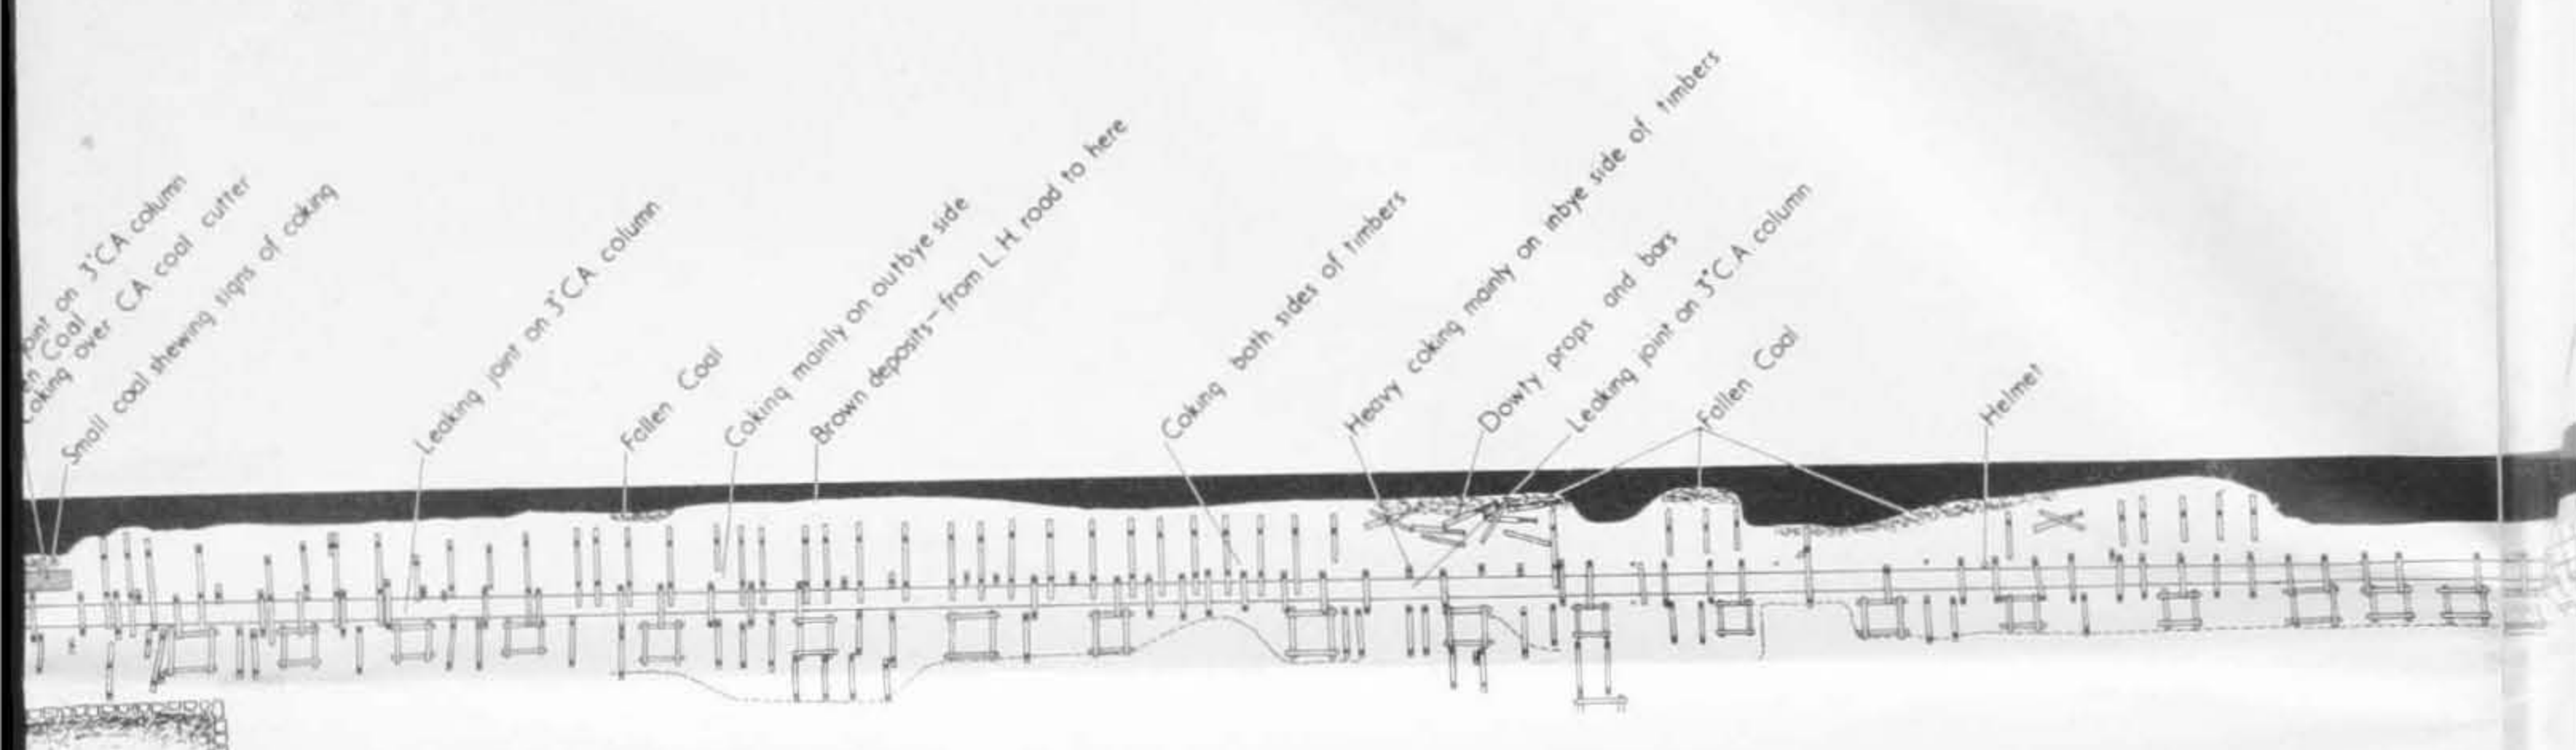 joint on 3"CA column
Coal
Coking over CA coal cutter
Small coal shewing signs of coking
Leaking joint on 3"CA column
Fallen Coal
Coking mainly on outbye side
Brown deposits – from L.H. road to here
Coking both sides of timbers
Heavy coking mainly on inbye side of timbers
Dowty props and bars
Leaking joint on 3"C.A column
Fallen Coal
Helmet